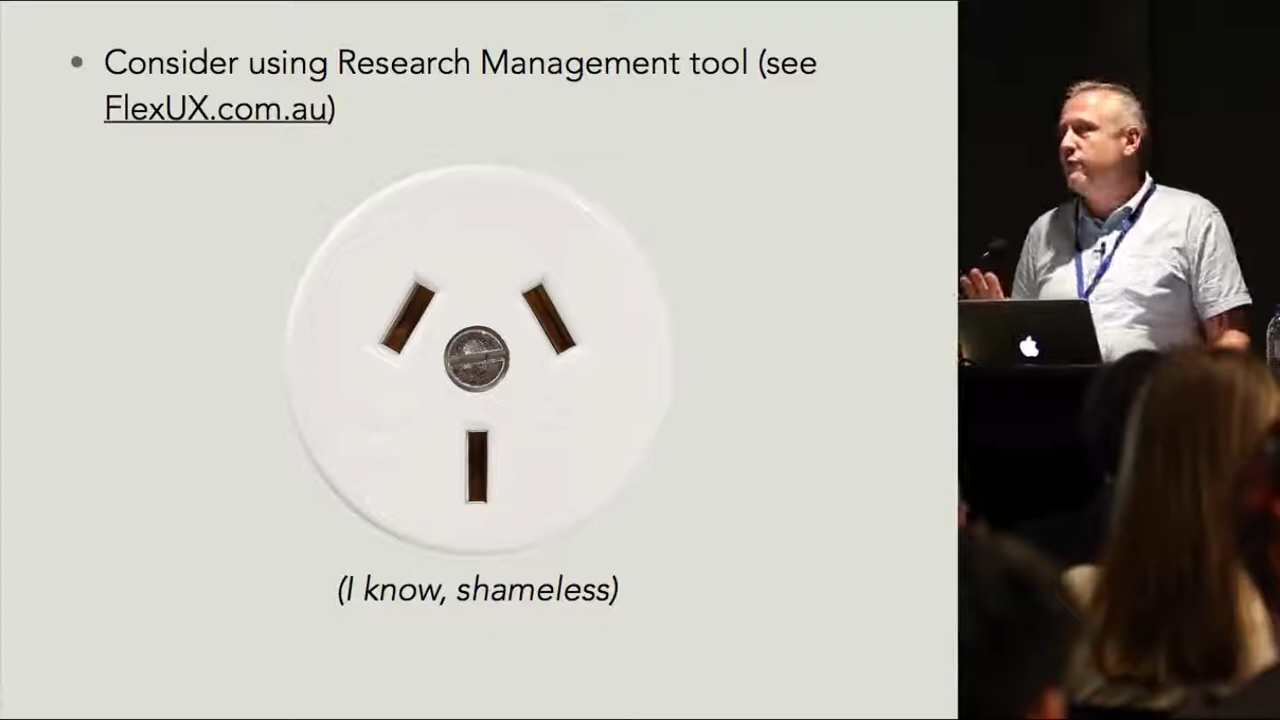 • Consider using Research Management tool (see
FlexUX.com.au)
(I know, shameless)